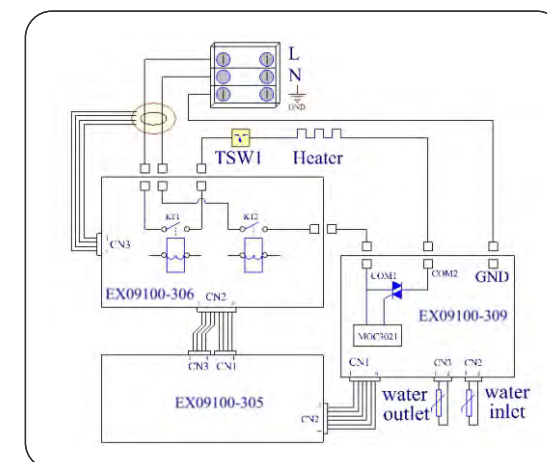 L
N
GND
TSW1 Heater
KT1 KT2
CN3
COM1 COM2 GND
EX09100-306 CN2
EX09100-309
MOC3021
CN3 CN1
CN1 CN3 CN2
EX09100-305
water outlet
water inlet
CN2